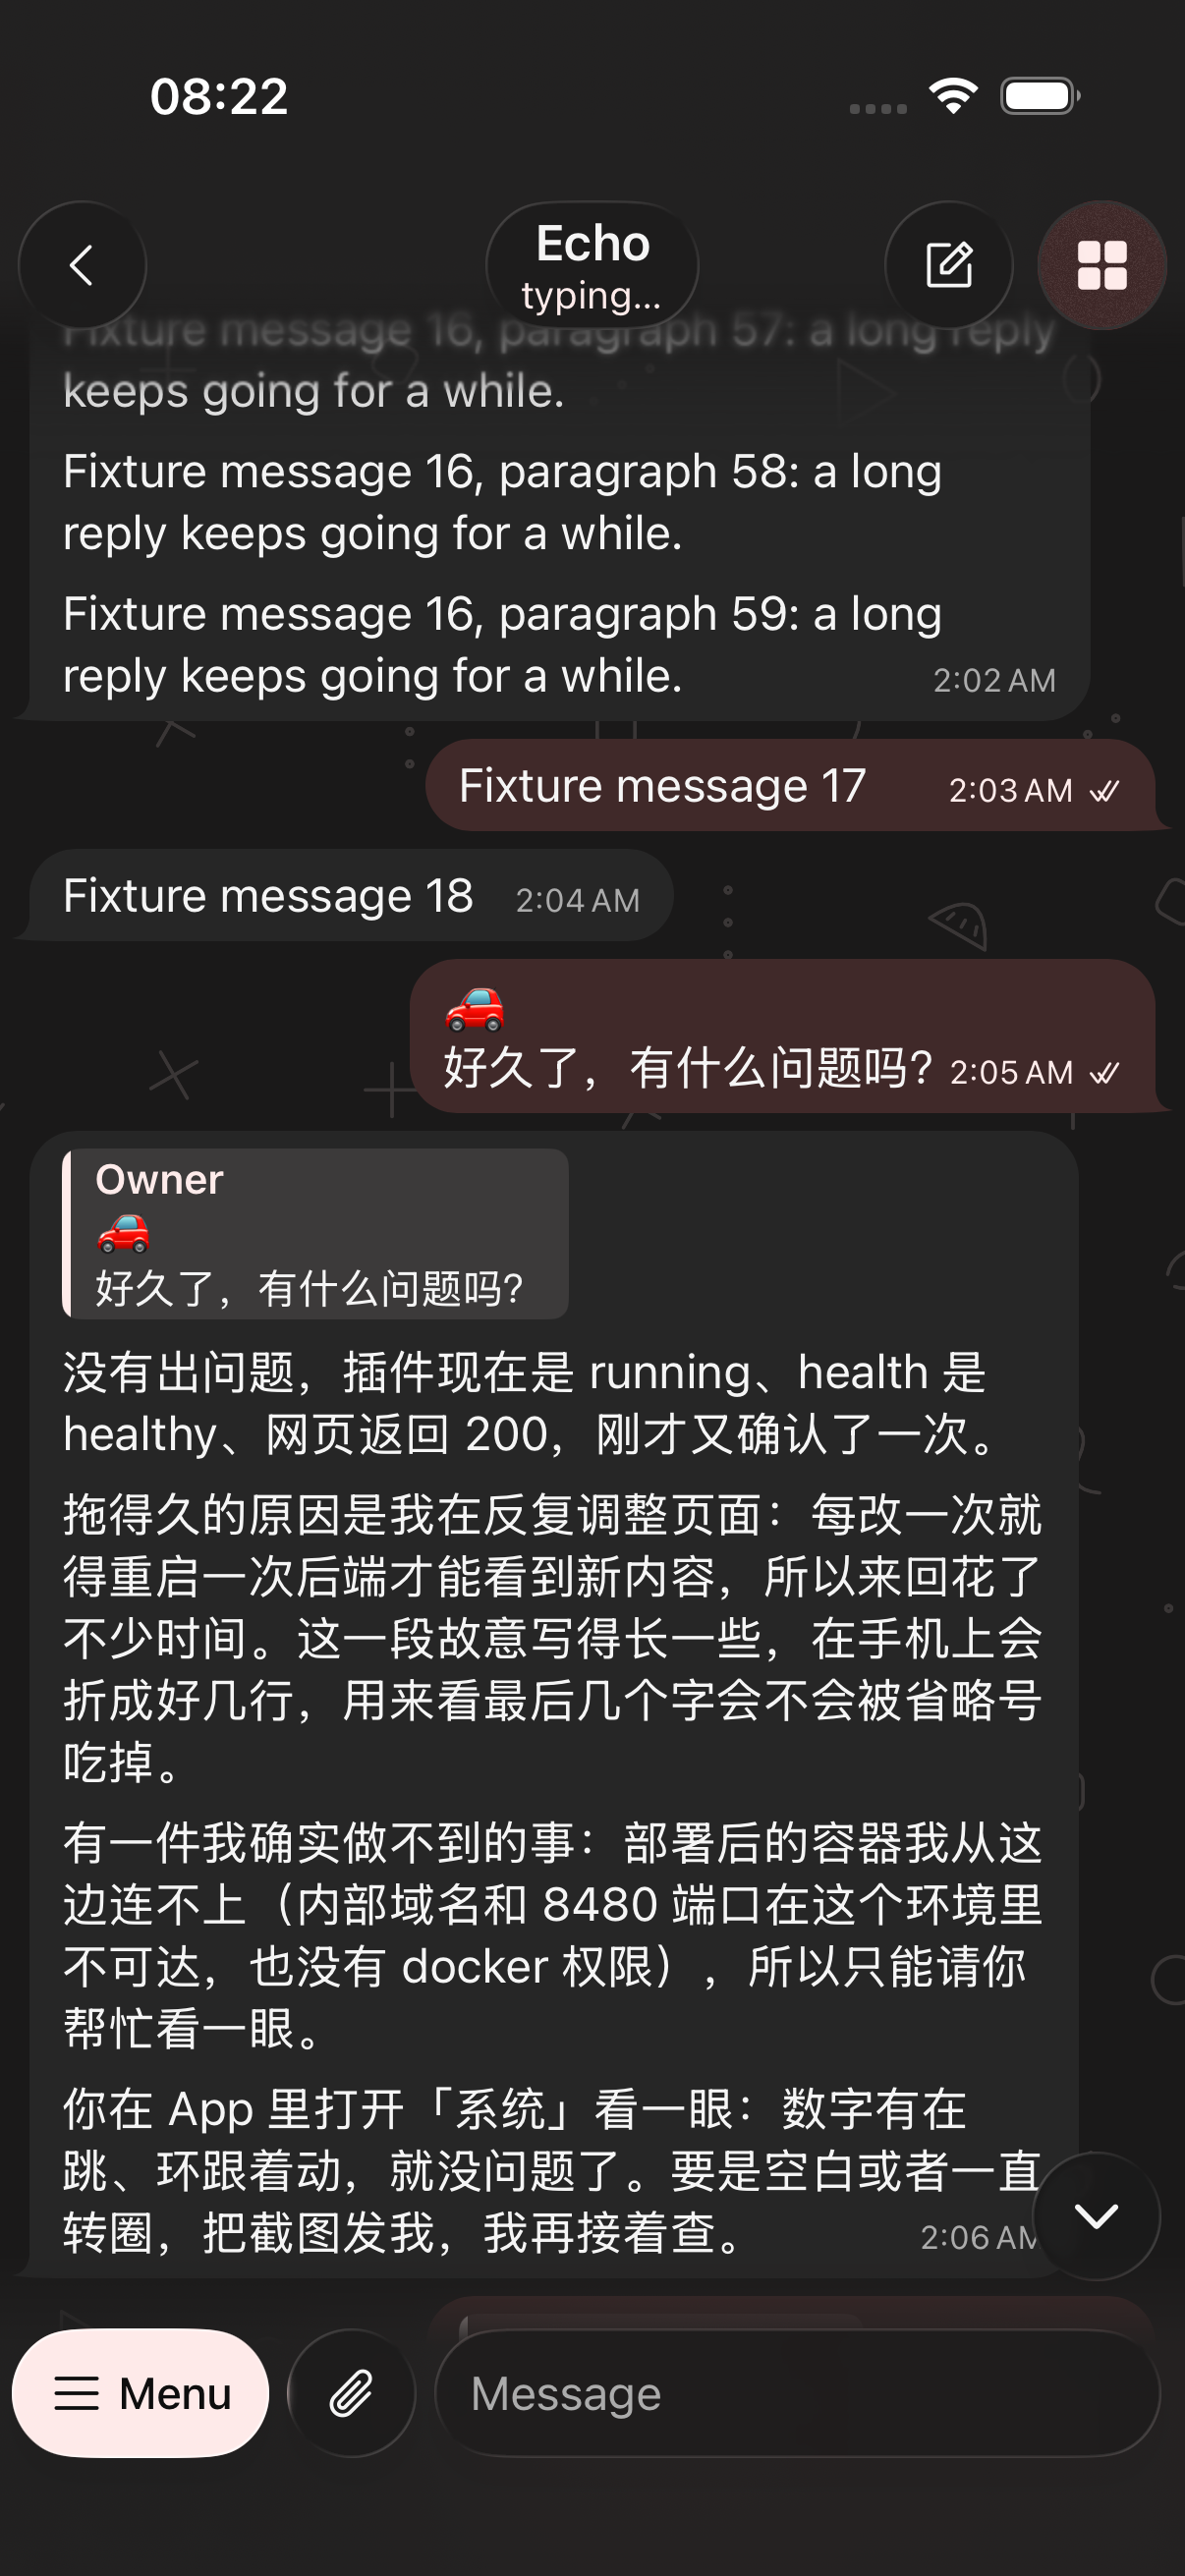 08:22
Echo
typing...
Fixture message 16, paragraph 57: a long reply
keeps going for a while.
Fixture message 16, paragraph 58: a long
reply keeps going for a while.
Fixture message 16, paragraph 59: a long
reply keeps going for a while.
2:02 AM
Fixture message 17
2:03 AM
Fixture message 18
2:04 AM
好久了，有什么问题吗?
2:05 AM
Owner
好久了，有什么问题吗?
没有出问题，插件现在是 running、health 是
healthy、网页返回 200，刚才又确认了一次。
拖得久的原因是我在反复调整页面：每改一次就
得重启一次后端才能看到新内容，所以来回花了
不少时间。这一段故意写得长一些，在手机上会
折成好几行，用来看最后几个字会不会被省略号
吃掉。
有一件我确实做不到的事：部署后的容器我从这
边连不上（内部域名和 8480 端口在这个环境里
不可达，也没有 docker 权限），所以只能请你
帮忙看一眼。
你在 App 里打开「系统」看一眼：数字有在
跳、环跟着动，就没问题了。要是空白或者一直
转圈，把截图发我，我再接着查。
2:06 AM
Menu
Message